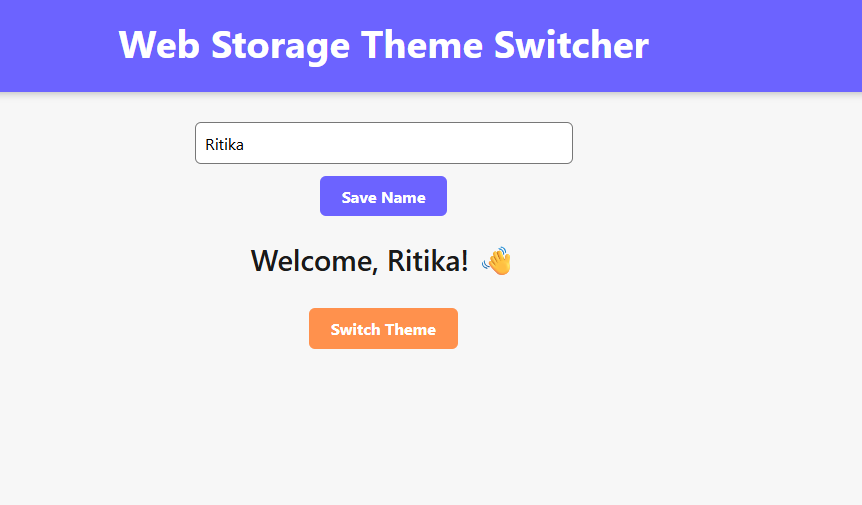 Web Storage Theme Switcher
Ritika
Save Name
Welcome, Ritika! 👋
Switch Theme